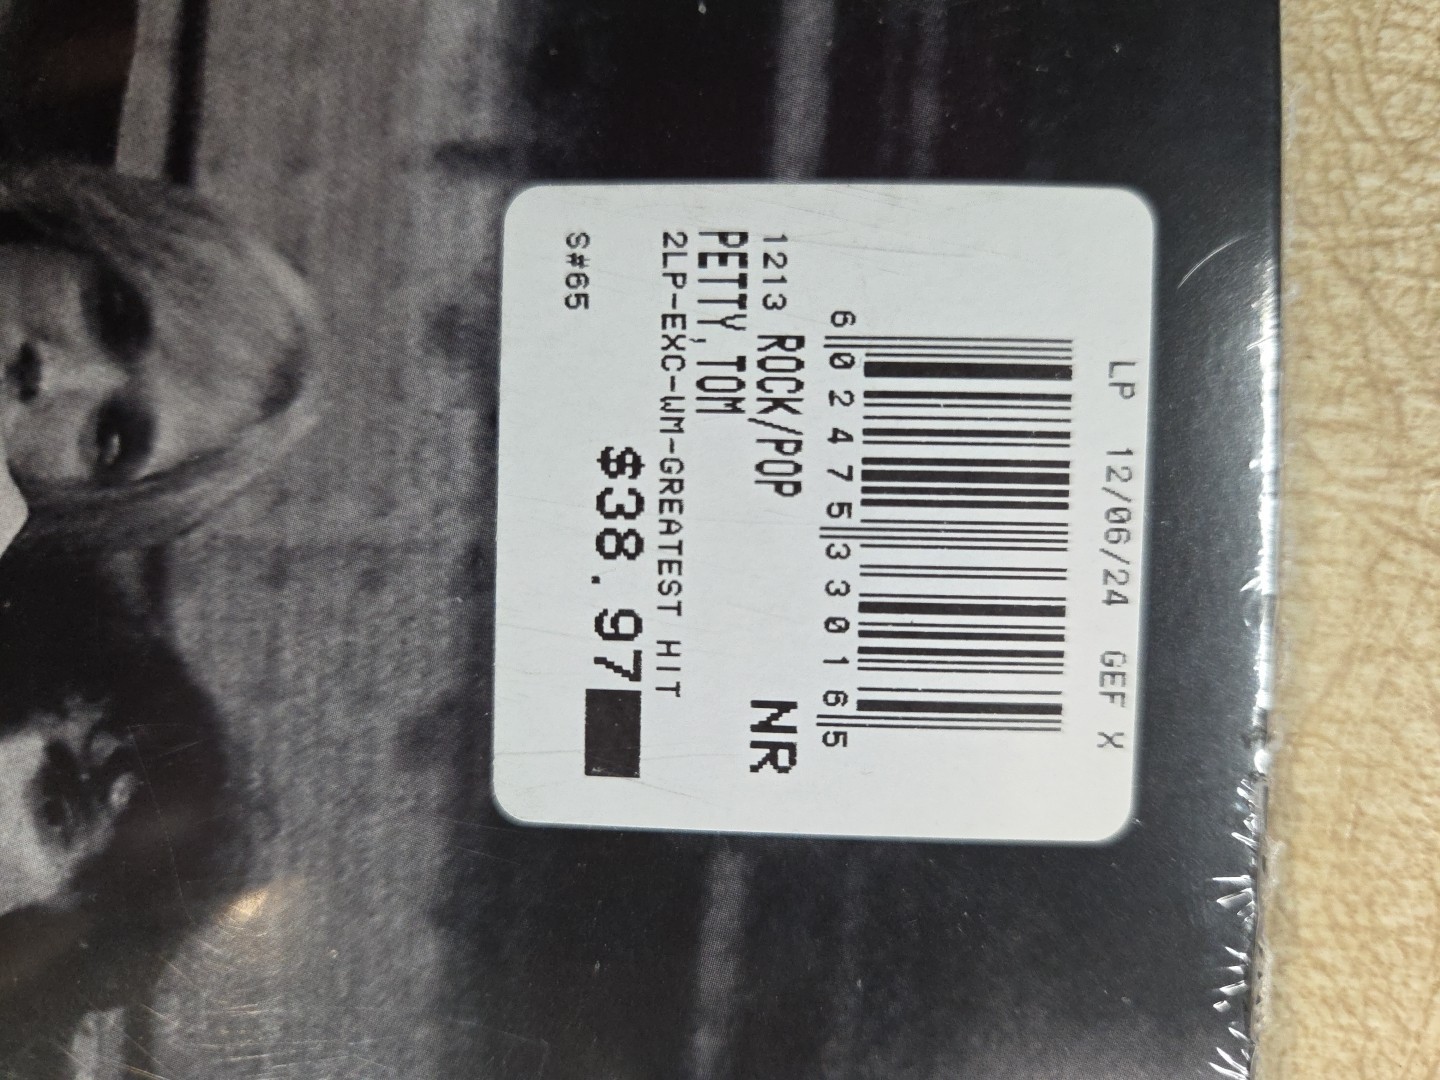 LP 12/06/24 GEF X
6 02475 33016 5
1213 ROCK/POP NR
PETTY, TOM
2LP-EXC-WM-GREATEST HIT
$38.97
S#65